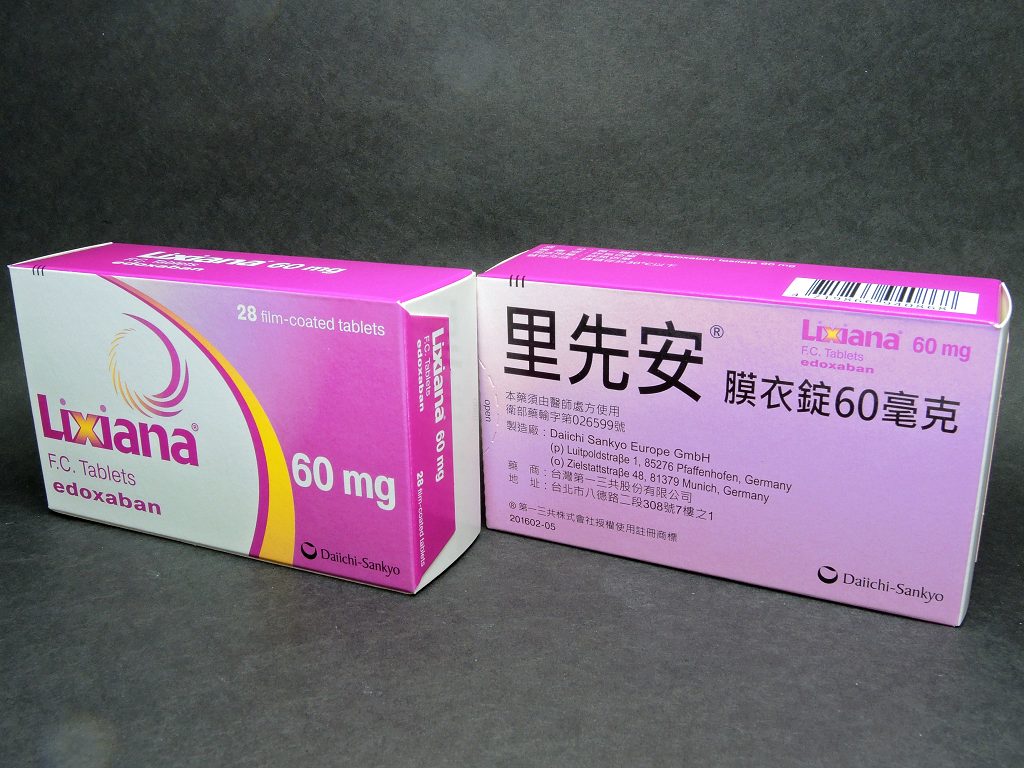 Lixiana® 60 mg
F.C. Tablets
edoxaban
28 film-coated tablets
Lixiana®
F.C. Tablets
edoxaban
60 mg
Daiichi-Sankyo
Lixiana® 60 mg
F.C. Tablets
edoxaban
28 film-coated tablets
里先安®
膜衣錠60毫克
Lixiana® 60 mg
F.C. Tablets
edoxaban
open
本藥須由醫師處方使用
衛部藥輸字第026599號
製造廠：Daiichi Sankyo Europe GmbH
(p) Luitpoldstraße 1, 85276 Pfaffenhofen, Germany
(o) Zielstattstraße 48, 81379 Munich, Germany
藥 商：台灣第一三共股份有限公司
地 址：台北市八德路二段308號7樓之1
® 第一三共株式會社授權使用註冊商標
201602-05
Daiichi-Sankyo